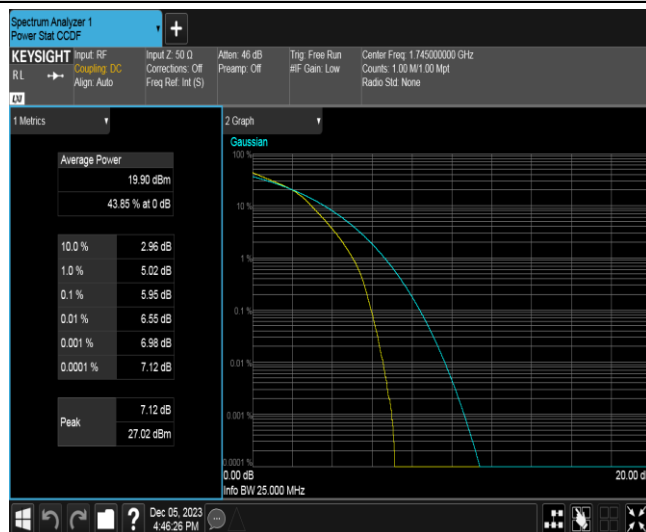 Spectrum Analyzer 1
Power Stat CCDF
+
KEYSIGHT
RL
Input: RF
Coupling: DC
Align: Auto
Input Z: 50 Ω
Corrections: Off
Freq Ref: Int (S)
Atten: 46 dB
Preamp: Off
Trig: Free Run
#IF Gain: Low
Center Freq: 1.745000000 GHz
Counts: 1.00 M/1.00 Mpt
Radio Std: None
LXI
1 Metrics
Average Power
19.90 dBm
43.85 % at 0 dB
10.0 % 2.96 dB
1.0 % 5.02 dB
0.1 % 5.95 dB
0.01 % 6.55 dB
0.001 % 6.98 dB
0.0001 % 7.12 dB
Peak
7.12 dB
27.02 dBm
2 Graph
Gaussian
100 %
10 %
1 %
0.1 %
0.01 %
0.001 %
0.0001 %
0.00 dB
20.00 d
Info BW 25.000 MHz
?
Dec 05, 2023
4:46:26 PM